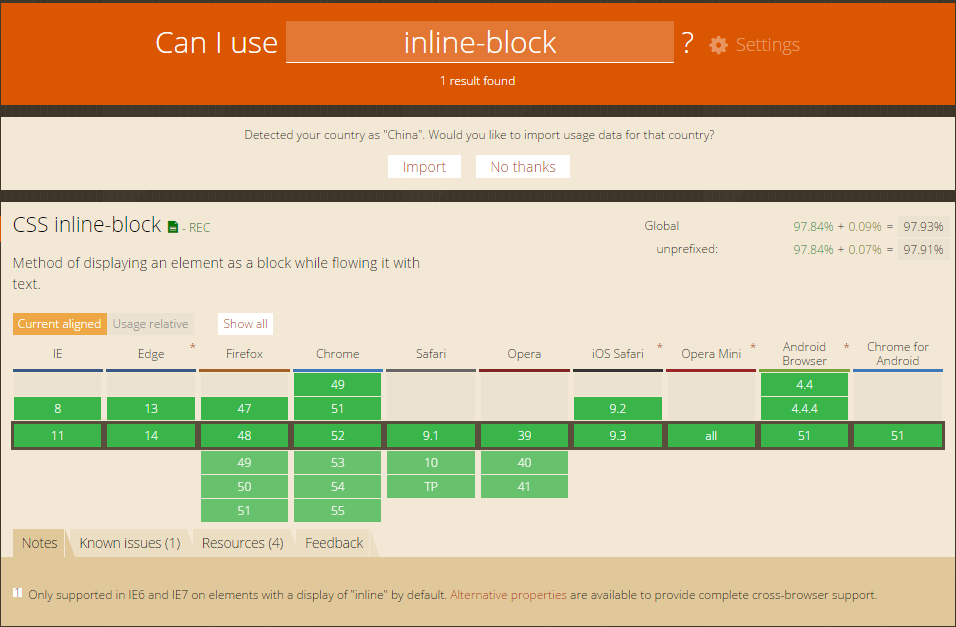 Can I use inline-block ? Settings
1 result found
Detected your country as "China". Would you like to import usage data for that country?
Import No thanks
CSS inline-block - REC
Method of displaying an element as a block while flowing it with
text.
Global 97.84% + 0.09% = 97.93%
unprefixed: 97.84% + 0.07% = 97.91%
Current aligned Usage relative Show all
IE Edge * Firefox Chrome Safari Opera iOS Safari * Opera Mini * Android Browser * Chrome for Android
49 4.4
8 13 47 51 9.2 4.4.4
11 14 48 52 9.1 39 9.3 all 51 51
49 53 10 40
50 54 TP 41
51 55
Notes Known issues (1) Resources (4) Feedback
Only supported in IE6 and IE7 on elements with a display of "inline" by default. Alternative properties are available to provide complete cross-browser support.